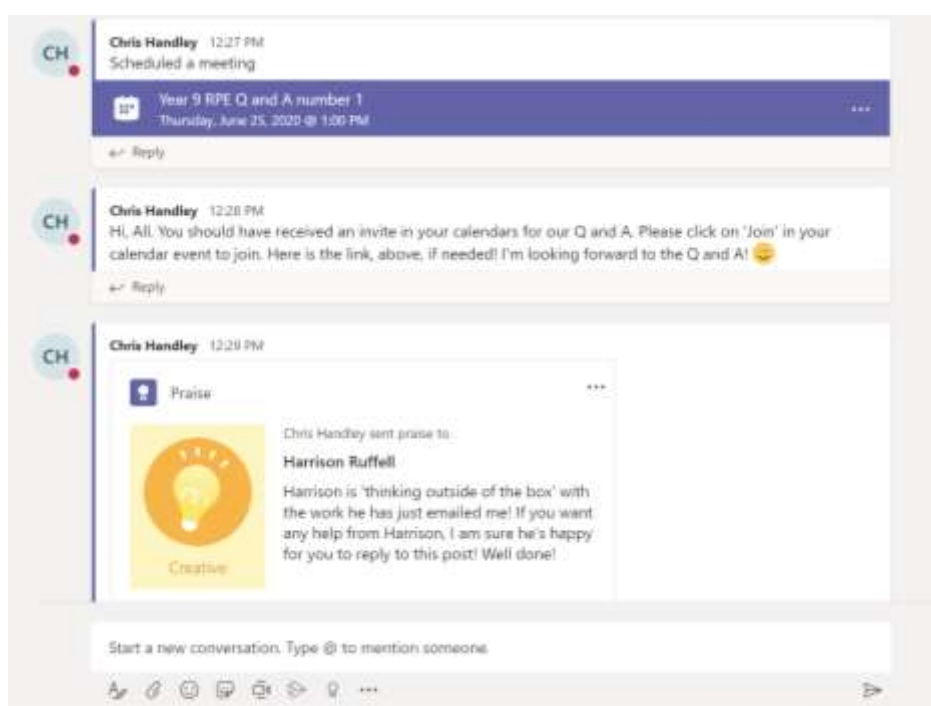 CH
Chris Handley 12:27 PM
Scheduled a meeting
Year 9 RPE Q and A number 1
Thursday, June 25, 2020 @ 1:00 PM
Reply
CH
Chris Handley 12:28 PM
Hi, All. You should have received an invite in your calendars for our Q and A. Please click on 'Join' in your
calendar event to join. Here is the link, above, if needed! I'm looking forward to the Q and A!
Reply
CH
Chris Handley 12:29 PM
Praise
Chris Handley sent praise to
Harrison Ruffell
Harrison is 'thinking outside of the box' with
the work he has just emailed me! If you want
any help from Harrison, I am sure he's happy
for you to reply to this post! Well done!
Creative
Start a new conversation. Type @ to mention someone.